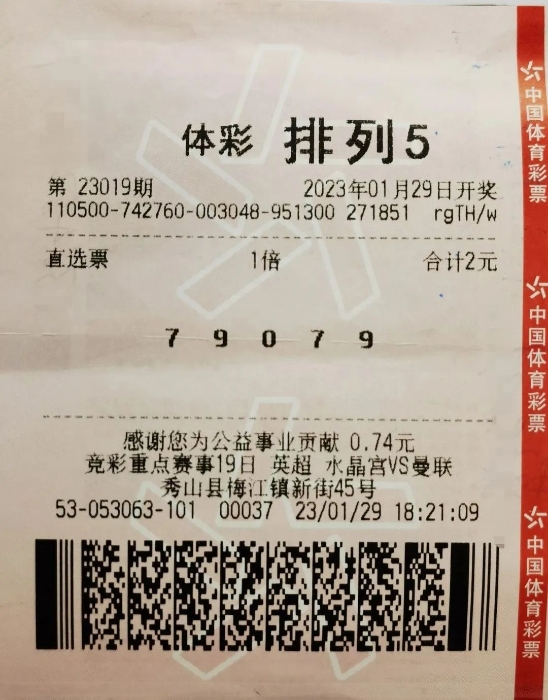 体彩 排列5
第 23019期 2023年01月29日开奖
110500-742760-003048-951300 271851 rgTH/w
直选票 1倍 合计2元
7 9 0 7 9
感谢您为公益事业贡献 0.74元
竞彩重点赛事19日 英超 水晶宫VS曼联
秀山县梅江镇新街45号
53-053063-101 00037 23/01/29 18:21:09
中国体育彩票
中国体育彩票
中国体育彩票